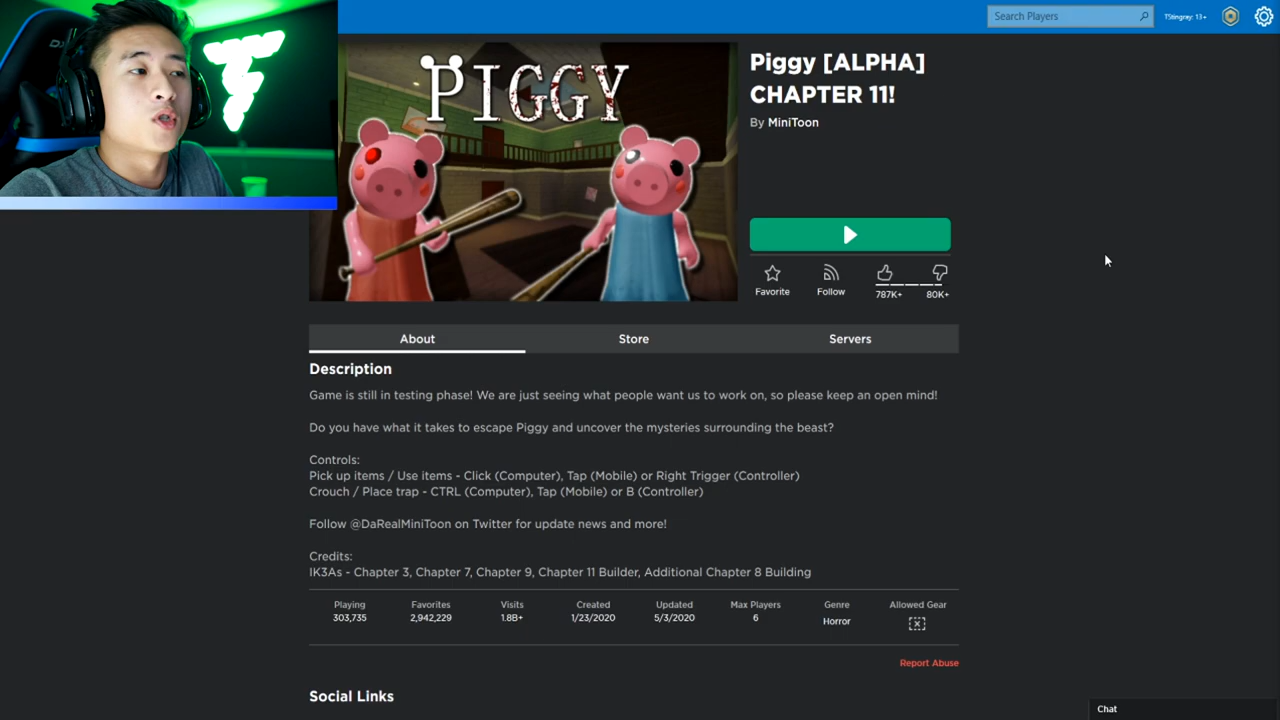 Search Players
TStingray: 13+
PIGGY
Piggy [ALPHA]
CHAPTER 11!
By MiniToon
Favorite
Follow
787K+
80K+
About
Store
Servers
Description
Game is still in testing phase! We are just seeing what people want us to work on, so please keep an open mind!
Do you have what it takes to escape Piggy and uncover the mysteries surrounding the beast?
Controls:
Pick up items / Use items - Click (Computer), Tap (Mobile) or Right Trigger (Controller)
Crouch / Place trap - CTRL (Computer), Tap (Mobile) or B (Controller)
Follow @DaRealMiniToon on Twitter for update news and more!
Credits:
IK3As - Chapter 3, Chapter 7, Chapter 9, Chapter 11 Builder, Additional Chapter 8 Building
Playing Favorites Visits Created Updated Max Players Genre Allowed Gear
303,735 2,942,229 1.8B+ 1/23/2020 5/3/2020 6 Horror
Report Abuse
Social Links
Chat